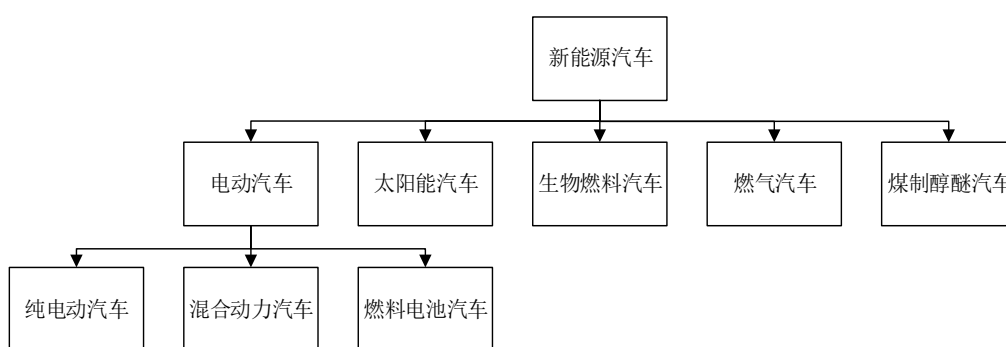 新能源汽车
电动汽车
太阳能汽车
生物燃料汽车
燃气汽车
煤制醇醚汽车
纯电动汽车
混合动力汽车
燃料电池汽车